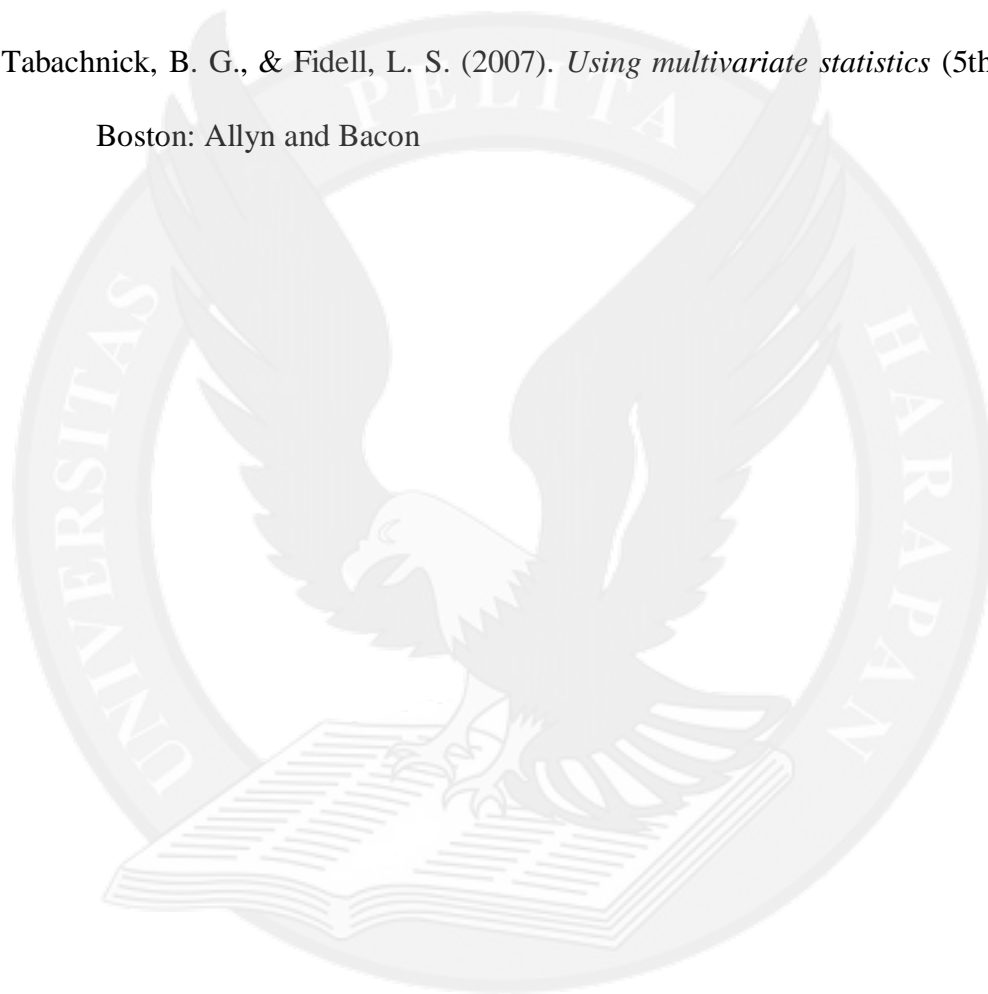 Tabachnick, B. G., & Fidell, L. S. (2007). Using multivariate statistics (5th
Boston: Allyn and Bacon
UNIVERSITAS PELITA HARAPAN